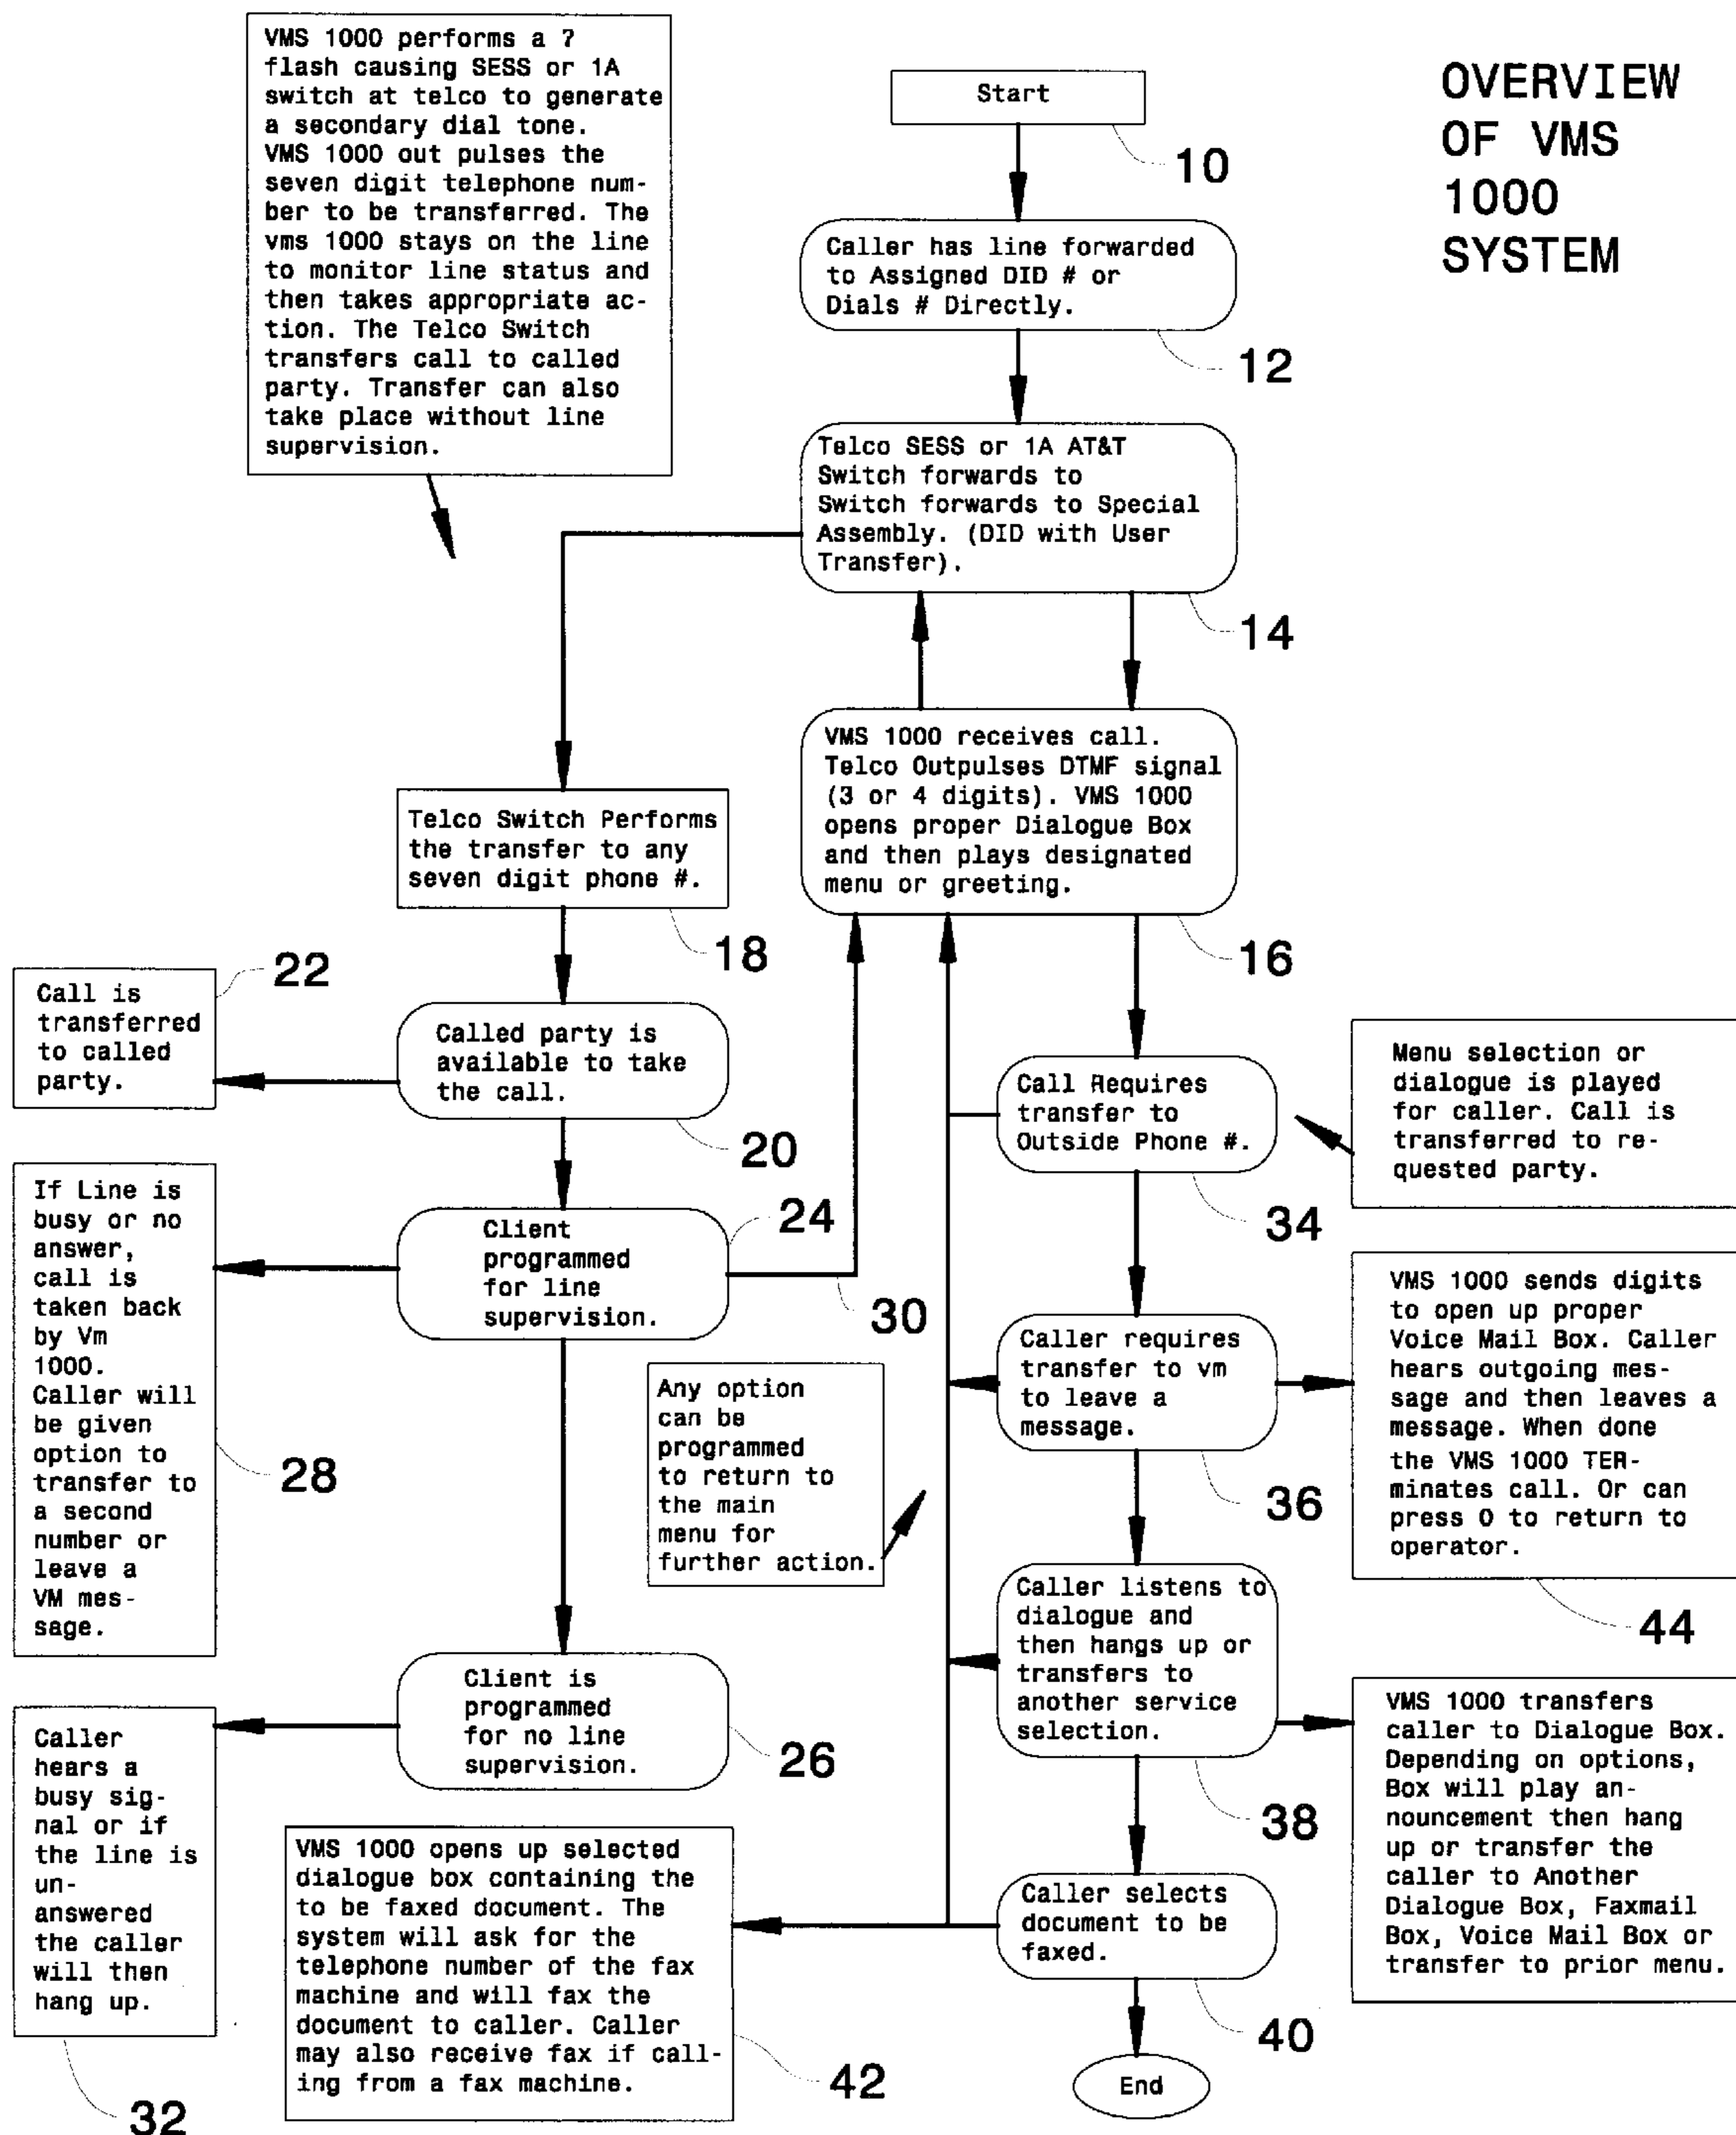 OVERVIEW
OF VMS
1000
SYSTEM
VMS 1000 performs a ?
flash causing SESS or 1A
switch at telco to generate
a secondary dial tone.
VMS 1000 out pulses the
seven digit telephone num-
ber to be transferred. The
vms 1000 stays on the line
to monitor line status and
then takes appropriate ac-
tion. The Telco Switch
transfers call to called
party. Transfer can also
take place without line
supervision.
Start
10
Caller has line forwarded
to Assigned DID # or
Dials # Directly.
12
Telco SESS or 1A AT&T
Switch forwards to
Switch forwards to Special
Assembly. (DID with User
Transfer).
14
VMS 1000 receives call.
Telco Outpulses DTMF signal
(3 or 4 digits). VMS 1000
opens proper Dialogue Box
and then plays designated
menu or greeting.
16
Telco Switch Performs
the transfer to any
seven digit phone #.
18
22
Call is
transferred
to called
party.
Called party is
available to take
the call.
20
Call Requires
transfer to
Outside Phone #.
34
Menu selection or
dialogue is played
for caller. Call is
transferred to re-
quested party.
If Line is
busy or no
answer,
call is
taken back
by Vm
1000.
Caller will
be given
option to
transfer to
a second
number or
leave a
VM mes-
sage.
28
Client
programmed
for line
supervision.
24
30
Caller requires
transfer to vm
to leave a
message.
36
VMS 1000 sends digits
to open up proper
Voice Mail Box. Caller
hears outgoing mes-
sage and then leaves a
message. When done
the VMS 1000 TER-
minates call. Or can
press 0 to return to
operator.
44
Any option
can be
programmed
to return to
the main
menu for
further action.
Caller listens to
dialogue and
then hangs up or
transfers to
another service
selection.
38
VMS 1000 transfers
caller to Dialogue Box.
Depending on options,
Box will play an-
nouncement then hang
up or transfer the
caller to Another
Dialogue Box, Faxmail
Box, Voice Mail Box or
transfer to prior menu.
Client is
programmed
for no line
supervision.
26
Caller
hears a
busy sig-
nal or if
the line is
un-
answered
the caller
will then
hang up.
32
VMS 1000 opens up selected
dialogue box containing the
to be faxed document. The
system will ask for the
telephone number of the fax
machine and will fax the
document to caller. Caller
may also receive fax if call-
ing from a fax machine.
42
Caller selects
document to be
faxed.
40
End